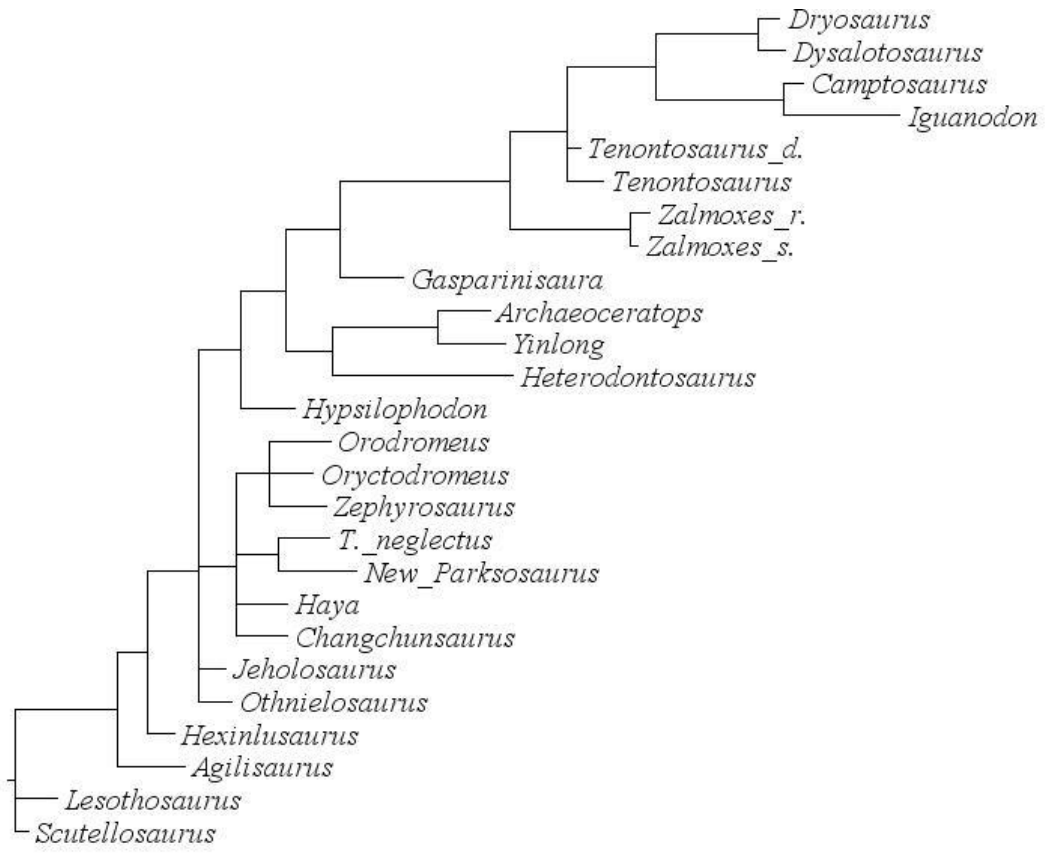 Dryosaurus
Dysalotosaurus
Camptosaurus
Iguanodon
Tenontosaurus_d.
Tenontosaurus
Zalmoxes_r.
Zalmoxes_s.
Gasparinisaura
Archaeoceratops
Yinlong
Heterodontosaurus
Hypsilophodon
Orodromeus
Oryctodromeus
Zephyrosaurus
T._neglectus
New_Parksosaurus
Haya
Changchunsaurus
Jeholosaurus
Othnielosaurus
Hexinlusaurus
Agilisaurus
Lesothosaurus
Scutellosaurus